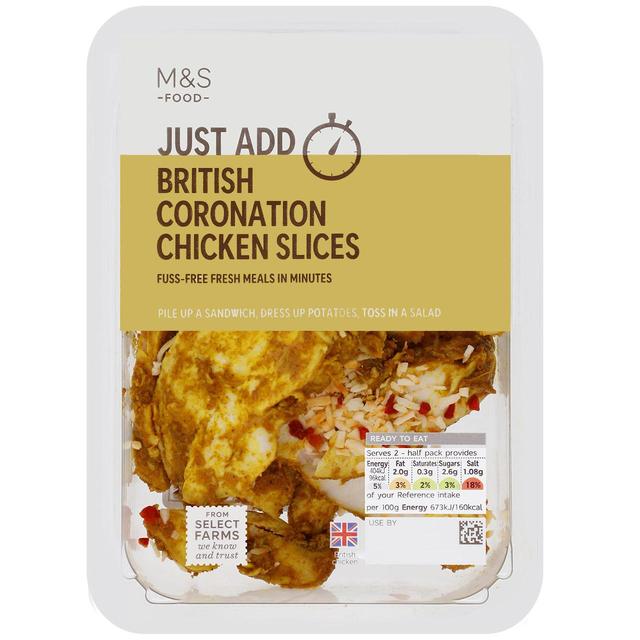 M&S
-FOOD-
JUST ADD
BRITISH
CORONATION
CHICKEN SLICES
FUSS-FREE FRESH MEALS IN MINUTES
PILE UP A SANDWICH, DRESS UP POTATOES, TOSS IN A SALAD
READY TO EAT
Serves 2 - half pack provides
Energy Fat Saturates Sugars Salt
404kJ 2.0g 0.3g 2.6g 1.08g
96kcal
5% 3% 2% 3% 18%
of your Reference intake
per 100g Energy 673kJ/160kcal
USE BY
FROM
SELECT
FARMS
we know
and trust
British
chicken